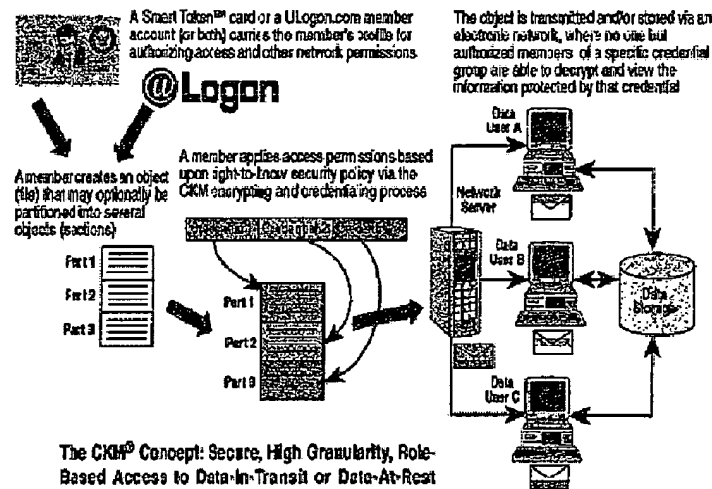 A Smart Token™ card or a ULogon.com member
account (or both) carries the member's profile for
authorizing access and other network permissions
@Logon
The object is transmitted and/or stored via an
electronic network, where no one but
authorized members of a specific credential
group are able to decrypt and view the
information protected by that credential
A member creates an object
(file) that may optionally be
partitioned into several
objects (sections)
Part 1
Part 2
Part 3
A member applies access permissions based
upon right-to-know security policy via the
CKM encrypting and credentialing process
Part 1
Part 2
Part 3
Data
User A
Network
Server
Data
User B
Data
Storage
Data
User C
The CKM® Concept: Secure, High Granularity, Role-
Based Access to Data-In-Transit or Data-At-Rest